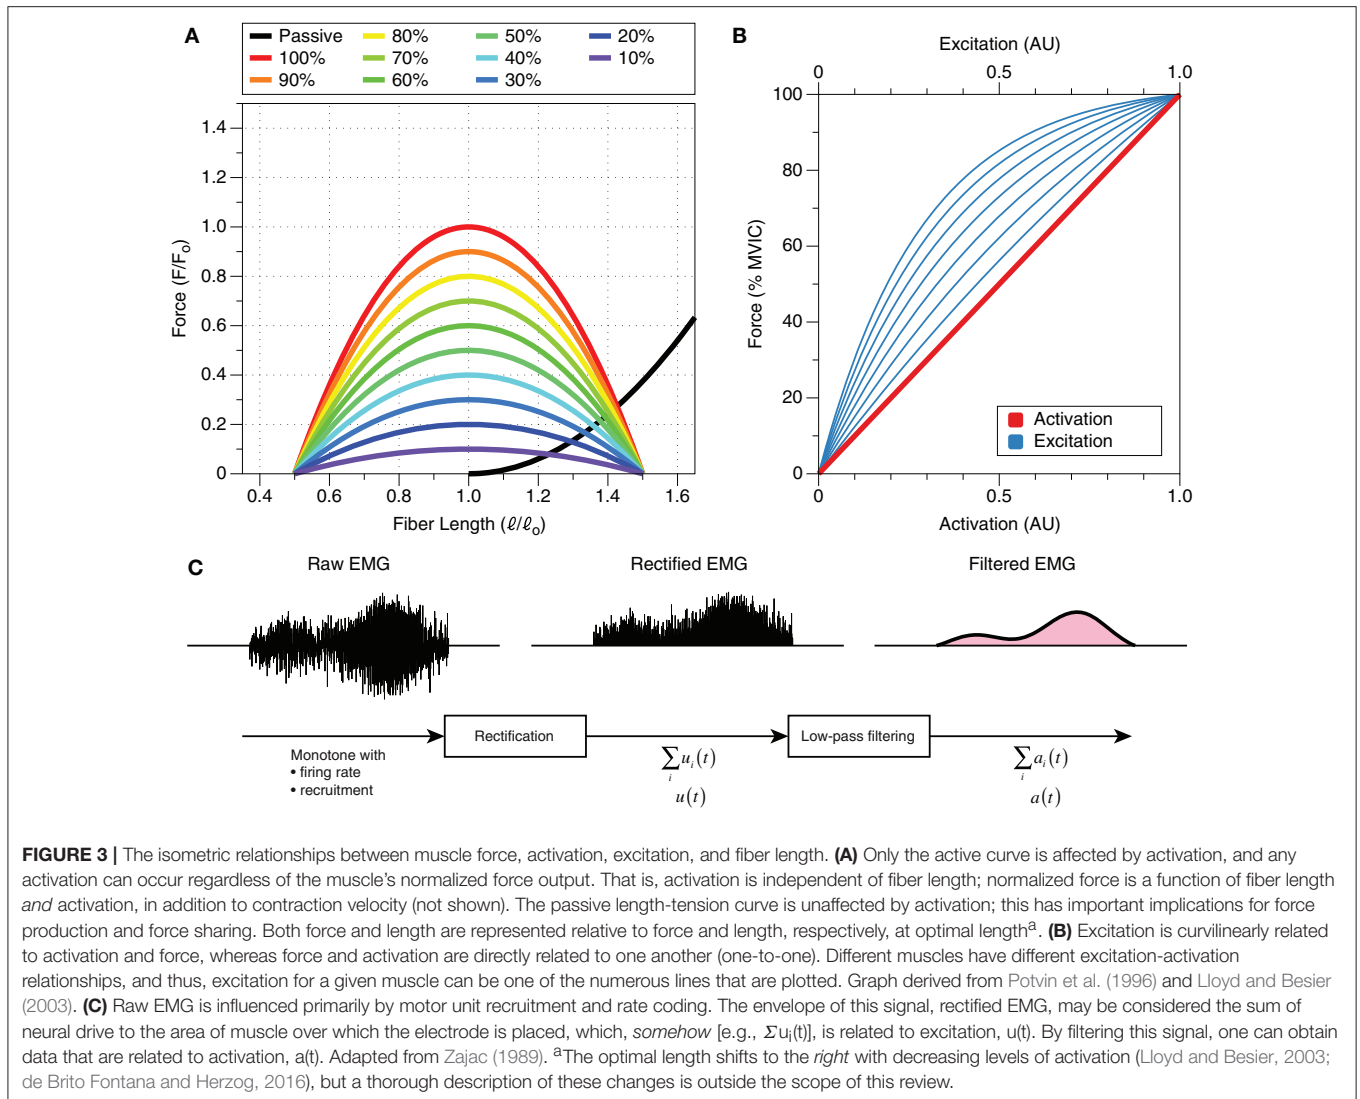 A
Passive
100%
90%
80%
70%
60%
50%
40%
30%
20%
10%
Force (F/Fo)
1.4
1.2
1.0
0.8
0.6
0.4
0.2
0
0.4
0.6
0.8
1.0
1.2
1.4
1.6
Fiber Length (ℓ/ℓo)
B
Excitation (AU)
0
0.5
1.0
Force (% MVIC)
100
80
60
40
20
0
Activation
Excitation
0
0.5
1.0
Activation (AU)
C
Raw EMG
Rectified EMG
Filtered EMG
Monotone with
• firing rate
• recruitment
Rectification
∑i ui(t)
u(t)
Low-pass filtering
∑i ai(t)
a(t)
FIGURE 3 | The isometric relationships between muscle force, activation, excitation, and fiber length. (A) Only the active curve is affected by activation, and any
activation can occur regardless of the muscle's normalized force output. That is, activation is independent of fiber length; normalized force is a function of fiber length
and activation, in addition to contraction velocity (not shown). The passive length-tension curve is unaffected by activation; this has important implications for force
production and force sharing. Both force and length are represented relative to force and length, respectively, at optimal lengthᵃ. (B) Excitation is curvilinearly related
to activation and force, whereas force and activation are directly related to one another (one-to-one). Different muscles have different excitation-activation
relationships, and thus, excitation for a given muscle can be one of the numerous lines that are plotted. Graph derived from Potvin et al. (1996) and Lloyd and Besier
(2003). (C) Raw EMG is influenced primarily by motor unit recruitment and rate coding. The envelope of this signal, rectified EMG, may be considered the sum of
neural drive to the area of muscle over which the electrode is placed, which, somehow [e.g., Σui(t)], is related to excitation, u(t). By filtering this signal, one can obtain
data that are related to activation, a(t). Adapted from Zajac (1989). ᵃThe optimal length shifts to the right with decreasing levels of activation (Lloyd and Besier, 2003;
de Brito Fontana and Herzog, 2016), but a thorough description of these changes is outside the scope of this review.